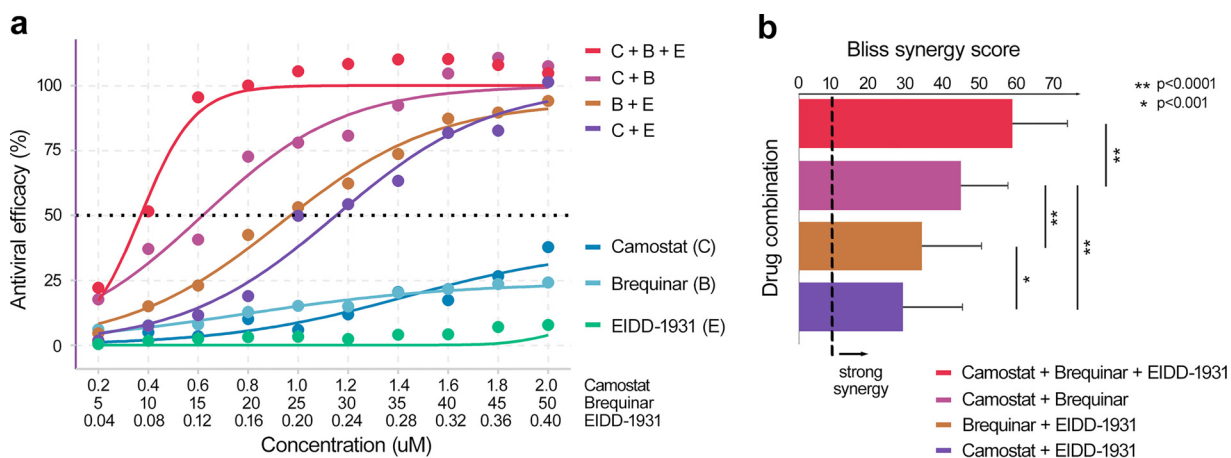 a
Antiviral efficacy (%)
100
75
50
25
0
C + B + E
C + B
B + E
C + E
Camostat (C)
Brequinar (B)
EIDD-1931 (E)
0.2 0.4 0.6 0.8 1.0 1.2 1.4 1.6 1.8 2.0 Camostat
5 10 15 20 25 30 35 40 45 50 Brequinar
0.04 0.08 0.12 0.16 0.20 0.24 0.28 0.32 0.36 0.40 EIDD-1931
Concentration (uM)
b
Bliss synergy score
0 10 20 30 40 50 60 70
** p<0.0001
* p<0.001
Drug combination
**
**
**
*
strong
synergy
Camostat + Brequinar + EIDD-1931
Camostat + Brequinar
Brequinar + EIDD-1931
Camostat + EIDD-1931